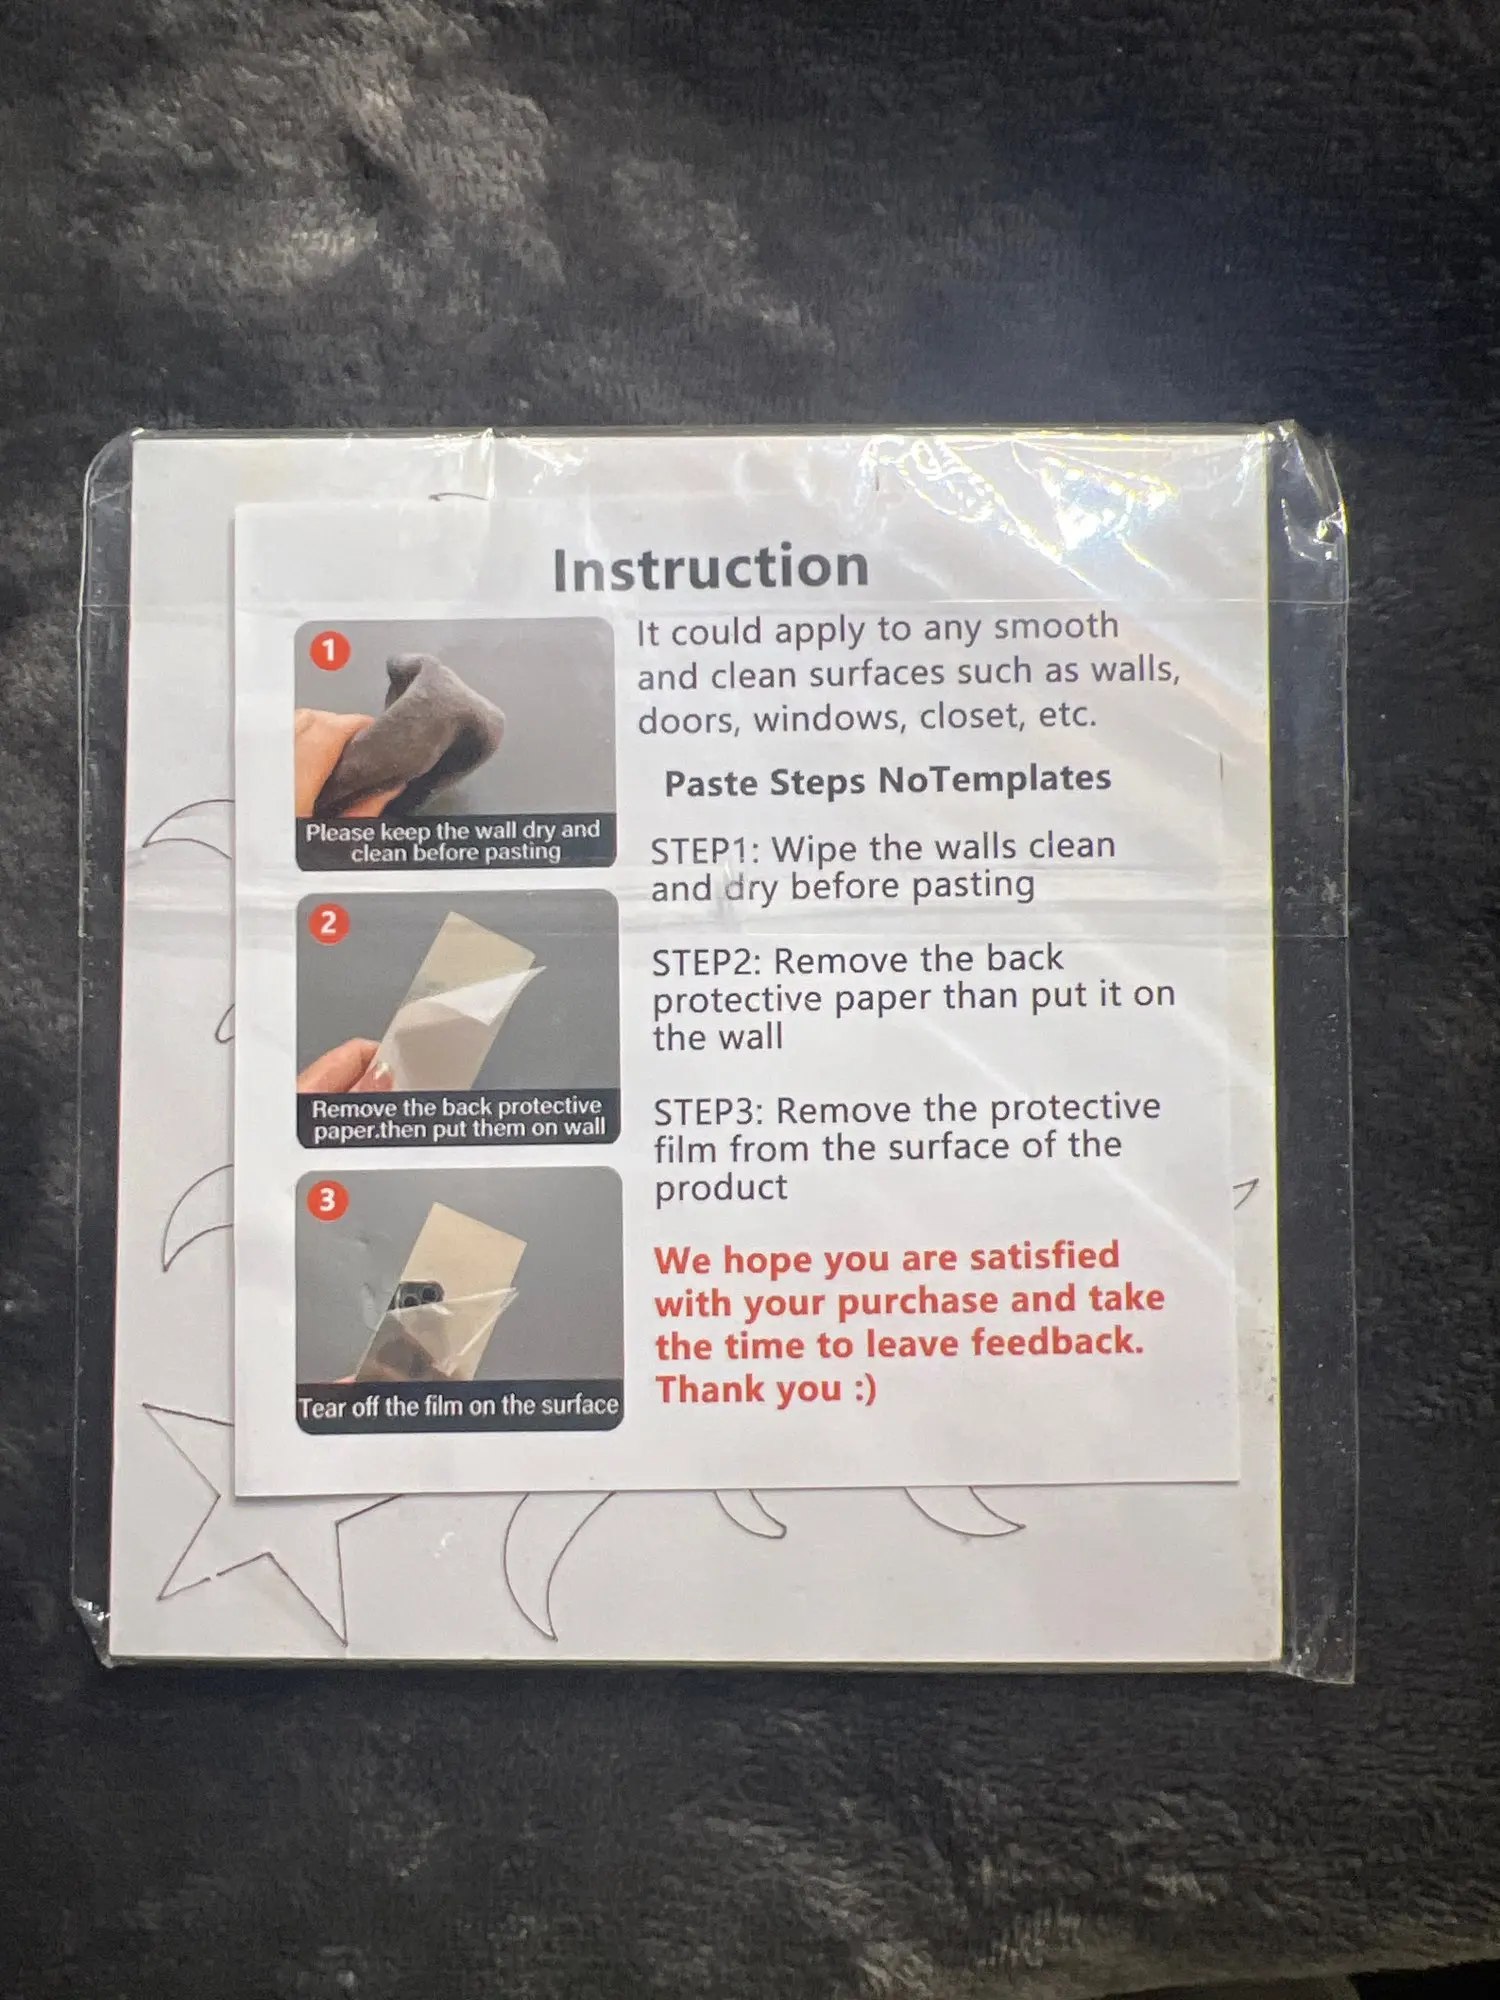 Instruction
1
Please keep the wall dry and
clean before pasting
2
Remove the back protective
paper.then put them on wall
3
Tear off the film on the surface
It could apply to any smooth
and clean surfaces such as walls,
doors, windows, closet, etc.
Paste Steps NoTemplates
STEP1: Wipe the walls clean
and dry before pasting
STEP2: Remove the back
protective paper than put it on
the wall
STEP3: Remove the protective
film from the surface of the
product
We hope you are satisfied
with your purchase and take
the time to leave feedback.
Thank you :)